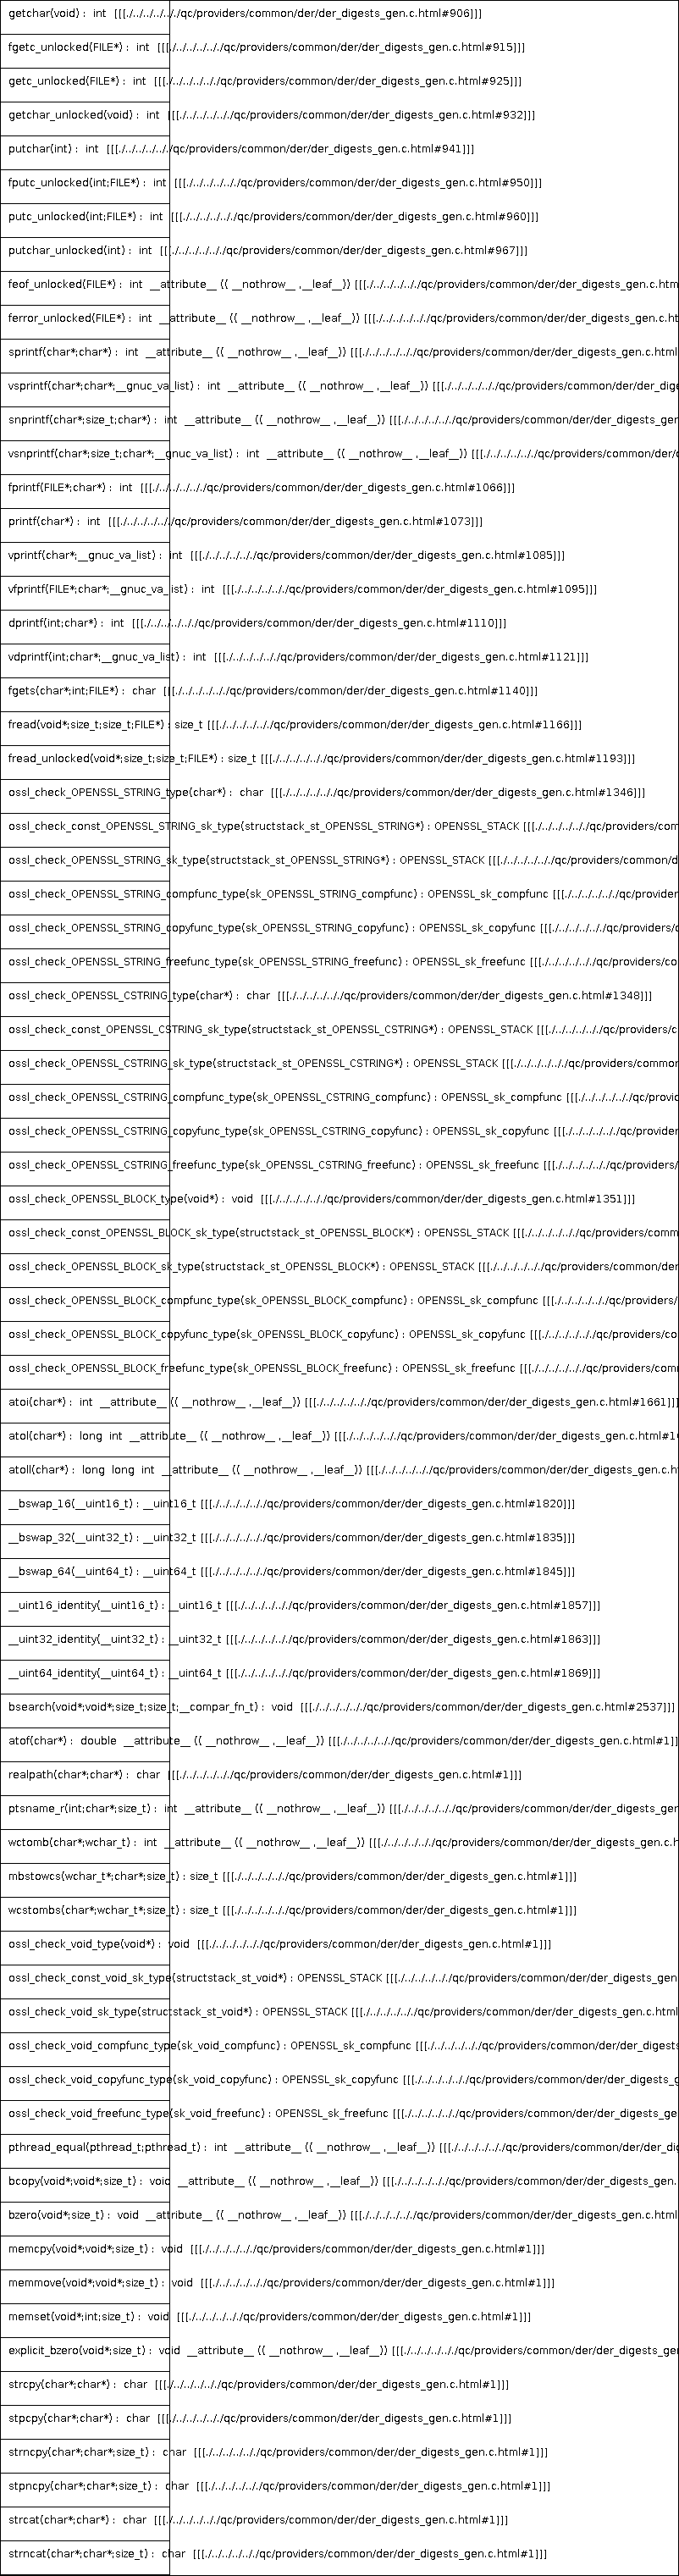 getchar(void) :  int  [[[./../../../../qc/providers/common/der/der_digests_gen.c.html#906]]]
fgetc_unlocked(FILE*) :  int  [[[./../../../../qc/providers/common/der/der_digests_gen.c.html#915]]]
getc_unlocked(FILE*) :  int  [[[./../../../../qc/providers/common/der/der_digests_gen.c.html#925]]]
getchar_unlocked(void) :  int  [[[./../../../../qc/providers/common/der/der_digests_gen.c.html#932]]]
putchar(int) :  int  [[[./../../../../qc/providers/common/der/der_digests_gen.c.html#941]]]
fputc_unlocked(int;FILE*) :  int  [[[./../../../../qc/providers/common/der/der_digests_gen.c.html#950]]]
putc_unlocked(int;FILE*) :  int  [[[./../../../../qc/providers/common/der/der_digests_gen.c.html#960]]]
putchar_unlocked(int) :  int  [[[./../../../../qc/providers/common/der/der_digests_gen.c.html#967]]]
feof_unlocked(FILE*) :  int  __attribute__ (( __nothrow__ ,__leaf__)) [[[./../../../../qc/providers/common/der/der_digests_gen.c.htm
ferror_unlocked(FILE*) :  int  __attribute__ (( __nothrow__ ,__leaf__)) [[[./../../../../qc/providers/common/der/der_digests_gen.c.ht
sprintf(char*;char*) :  int  __attribute__ (( __nothrow__ ,__leaf__)) [[[./../../../../qc/providers/common/der/der_digests_gen.c.html
vsprintf(char*;char*;__gnuc_va_list) :  int  __attribute__ (( __nothrow__ ,__leaf__)) [[[./../../../../qc/providers/common/der/der_dige
snprintf(char*;size_t;char*) :  int  __attribute__ (( __nothrow__ ,__leaf__)) [[[./../../../../qc/providers/common/der/der_digests_gen
vsnprintf(char*;size_t;char*;__gnuc_va_list) :  int  __attribute__ (( __nothrow__ ,__leaf__)) [[[./../../../../qc/providers/common/der/
fprintf(FILE*;char*) :  int  [[[./../../../../qc/providers/common/der/der_digests_gen.c.html#1066]]]
printf(char*) :  int  [[[./../../../../qc/providers/common/der/der_digests_gen.c.html#1073]]]
vprintf(char*;__gnuc_va_list) :  int  [[[./../../../../qc/providers/common/der/der_digests_gen.c.html#1085]]]
vfprintf(FILE*;char*;__gnuc_va_list) :  int  [[[./../../../../qc/providers/common/der/der_digests_gen.c.html#1095]]]
dprintf(int;char*) :  int  [[[./../../../../qc/providers/common/der/der_digests_gen.c.html#1110]]]
vdprintf(int;char*;__gnuc_va_list) :  int  [[[./../../../../qc/providers/common/der/der_digests_gen.c.html#1121]]]
fgets(char*;int;FILE*) :  char  [[[./../../../../qc/providers/common/der/der_digests_gen.c.html#1140]]]
fread(void*;size_t;size_t;FILE*) : size_t [[[./../../../../qc/providers/common/der/der_digests_gen.c.html#1166]]]
fread_unlocked(void*;size_t;size_t;FILE*) : size_t [[[./../../../../qc/providers/common/der/der_digests_gen.c.html#1193]]]
ossl_check_OPENSSL_STRING_type(char*) :  char  [[[./../../../../qc/providers/common/der/der_digests_gen.c.html#1346]]]
ossl_check_const_OPENSSL_STRING_sk_type(structstack_st_OPENSSL_STRING*) : OPENSSL_STACK [[[./../../../../qc/providers/com
ossl_check_OPENSSL_STRING_sk_type(structstack_st_OPENSSL_STRING*) : OPENSSL_STACK [[[./../../../../qc/providers/common/d
ossl_check_OPENSSL_STRING_compfunc_type(sk_OPENSSL_STRING_compfunc) : OPENSSL_sk_compfunc [[[./../../../../qc/provider
ossl_check_OPENSSL_STRING_copyfunc_type(sk_OPENSSL_STRING_copyfunc) : OPENSSL_sk_copyfunc [[[./../../../../qc/providers/c
ossl_check_OPENSSL_STRING_freefunc_type(sk_OPENSSL_STRING_freefunc) : OPENSSL_sk_freefunc [[[./../../../../qc/providers/co
ossl_check_OPENSSL_CSTRING_type(char*) :  char  [[[./../../../../qc/providers/common/der/der_digests_gen.c.html#1348]]]
ossl_check_const_OPENSSL_CSTRING_sk_type(structstack_st_OPENSSL_CSTRING*) : OPENSSL_STACK [[[./../../../../qc/providers/c
ossl_check_OPENSSL_CSTRING_sk_type(structstack_st_OPENSSL_CSTRING*) : OPENSSL_STACK [[[./../../../../qc/providers/common
ossl_check_OPENSSL_CSTRING_compfunc_type(sk_OPENSSL_CSTRING_compfunc) : OPENSSL_sk_compfunc [[[./../../../../qc/provid
ossl_check_OPENSSL_CSTRING_copyfunc_type(sk_OPENSSL_CSTRING_copyfunc) : OPENSSL_sk_copyfunc [[[./../../../../qc/provider
ossl_check_OPENSSL_CSTRING_freefunc_type(sk_OPENSSL_CSTRING_freefunc) : OPENSSL_sk_freefunc [[[./../../../../qc/providers/
ossl_check_OPENSSL_BLOCK_type(void*) :  void  [[[./../../../../qc/providers/common/der/der_digests_gen.c.html#1351]]]
ossl_check_const_OPENSSL_BLOCK_sk_type(structstack_st_OPENSSL_BLOCK*) : OPENSSL_STACK [[[./../../../../qc/providers/comm
ossl_check_OPENSSL_BLOCK_sk_type(structstack_st_OPENSSL_BLOCK*) : OPENSSL_STACK [[[./../../../../qc/providers/common/der
ossl_check_OPENSSL_BLOCK_compfunc_type(sk_OPENSSL_BLOCK_compfunc) : OPENSSL_sk_compfunc [[[./../../../../qc/providers/
ossl_check_OPENSSL_BLOCK_copyfunc_type(sk_OPENSSL_BLOCK_copyfunc) : OPENSSL_sk_copyfunc [[[./../../../../qc/providers/co
ossl_check_OPENSSL_BLOCK_freefunc_type(sk_OPENSSL_BLOCK_freefunc) : OPENSSL_sk_freefunc [[[./../../../../qc/providers/com
atoi(char*) :  int  __attribute__ (( __nothrow__ ,__leaf__)) [[[./../../../../qc/providers/common/der/der_digests_gen.c.html#1661]]]
atol(char*) :  long  int  __attribute__ (( __nothrow__ ,__leaf__)) [[[./../../../../qc/providers/common/der/der_digests_gen.c.html#16
atoll(char*) :  long  long  int  __attribute__ (( __nothrow__ ,__leaf__)) [[[./../../../../qc/providers/common/der/der_digests_gen.c.ht
__bswap_16(__uint16_t) : __uint16_t [[[./../../../../qc/providers/common/der/der_digests_gen.c.html#1820]]]
__bswap_32(__uint32_t) : __uint32_t [[[./../../../../qc/providers/common/der/der_digests_gen.c.html#1835]]]
__bswap_64(__uint64_t) : __uint64_t [[[./../../../../qc/providers/common/der/der_digests_gen.c.html#1845]]]
__uint16_identity(__uint16_t) : __uint16_t [[[./../../../../qc/providers/common/der/der_digests_gen.c.html#1857]]]
__uint32_identity(__uint32_t) : __uint32_t [[[./../../../../qc/providers/common/der/der_digests_gen.c.html#1863]]]
__uint64_identity(__uint64_t) : __uint64_t [[[./../../../../qc/providers/common/der/der_digests_gen.c.html#1869]]]
bsearch(void*;void*;size_t;size_t;__compar_fn_t) :  void  [[[./../../../../qc/providers/common/der/der_digests_gen.c.html#2537]]]
atof(char*) :  double  __attribute__ (( __nothrow__ ,__leaf__)) [[[./../../../../qc/providers/common/der/der_digests_gen.c.html#1]]
realpath(char*;char*) :  char  [[[./../../../../qc/providers/common/der/der_digests_gen.c.html#1]]]
ptsname_r(int;char*;size_t) :  int  __attribute__ (( __nothrow__ ,__leaf__)) [[[./../../../../qc/providers/common/der/der_digests_gen
wctomb(char*;wchar_t) :  int  __attribute__ (( __nothrow__ ,__leaf__)) [[[./../../../../qc/providers/common/der/der_digests_gen.c.h
mbstowcs(wchar_t*;char*;size_t) : size_t [[[./../../../../qc/providers/common/der/der_digests_gen.c.html#1]]]
wcstombs(char*;wchar_t*;size_t) : size_t [[[./../../../../qc/providers/common/der/der_digests_gen.c.html#1]]]
ossl_check_void_type(void*) :  void  [[[./../../../../qc/providers/common/der/der_digests_gen.c.html#1]]]
ossl_check_const_void_sk_type(structstack_st_void*) : OPENSSL_STACK [[[./../../../../qc/providers/common/der/der_digests_gen
ossl_check_void_sk_type(structstack_st_void*) : OPENSSL_STACK [[[./../../../../qc/providers/common/der/der_digests_gen.c.html
ossl_check_void_compfunc_type(sk_void_compfunc) : OPENSSL_sk_compfunc [[[./../../../../qc/providers/common/der/der_digests
ossl_check_void_copyfunc_type(sk_void_copyfunc) : OPENSSL_sk_copyfunc [[[./../../../../qc/providers/common/der/der_digests_g
ossl_check_void_freefunc_type(sk_void_freefunc) : OPENSSL_sk_freefunc [[[./../../../../qc/providers/common/der/der_digests_ge
pthread_equal(pthread_t;pthread_t) :  int  __attribute__ (( __nothrow__ ,__leaf__)) [[[./../../../../qc/providers/common/der/der_dig
bcopy(void*;void*;size_t) :  void  __attribute__ (( __nothrow__ ,__leaf__)) [[[./../../../../qc/providers/common/der/der_digests_gen.
bzero(void*;size_t) :  void  __attribute__ (( __nothrow__ ,__leaf__)) [[[./../../../../qc/providers/common/der/der_digests_gen.c.html
memcpy(void*;void*;size_t) :  void  [[[./../../../../qc/providers/common/der/der_digests_gen.c.html#1]]]
memmove(void*;void*;size_t) :  void  [[[./../../../../qc/providers/common/der/der_digests_gen.c.html#1]]]
memset(void*;int;size_t) :  void  [[[./../../../../qc/providers/common/der/der_digests_gen.c.html#1]]]
explicit_bzero(void*;size_t) :  void  __attribute__ (( __nothrow__ ,__leaf__)) [[[./../../../../qc/providers/common/der/der_digests_ge
strcpy(char*;char*) :  char  [[[./../../../../qc/providers/common/der/der_digests_gen.c.html#1]]]
stpcpy(char*;char*) :  char  [[[./../../../../qc/providers/common/der/der_digests_gen.c.html#1]]]
strncpy(char*;char*;size_t) :  char  [[[./../../../../qc/providers/common/der/der_digests_gen.c.html#1]]]
stpncpy(char*;char*;size_t) :  char  [[[./../../../../qc/providers/common/der/der_digests_gen.c.html#1]]]
strcat(char*;char*) :  char  [[[./../../../../qc/providers/common/der/der_digests_gen.c.html#1]]]
strncat(char*;char*;size_t) :  char  [[[./../../../../qc/providers/common/der/der_digests_gen.c.html#1]]]